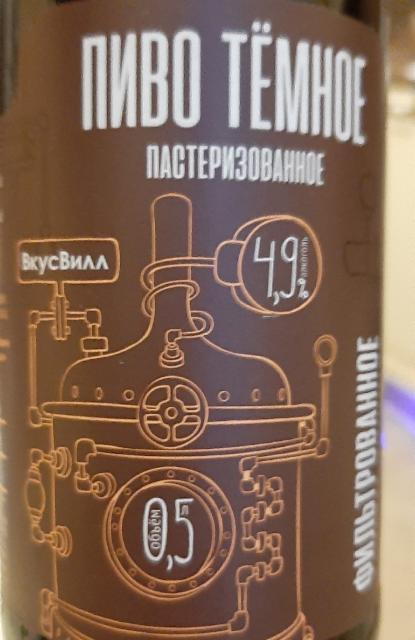 ПИВО ТЁМНОЕ
ПАСТЕРИЗОВАННОЕ
ВкусВилл
4,9%
алкоголь
ФИЛЬТРОВАННОЕ
0,5 л
объём